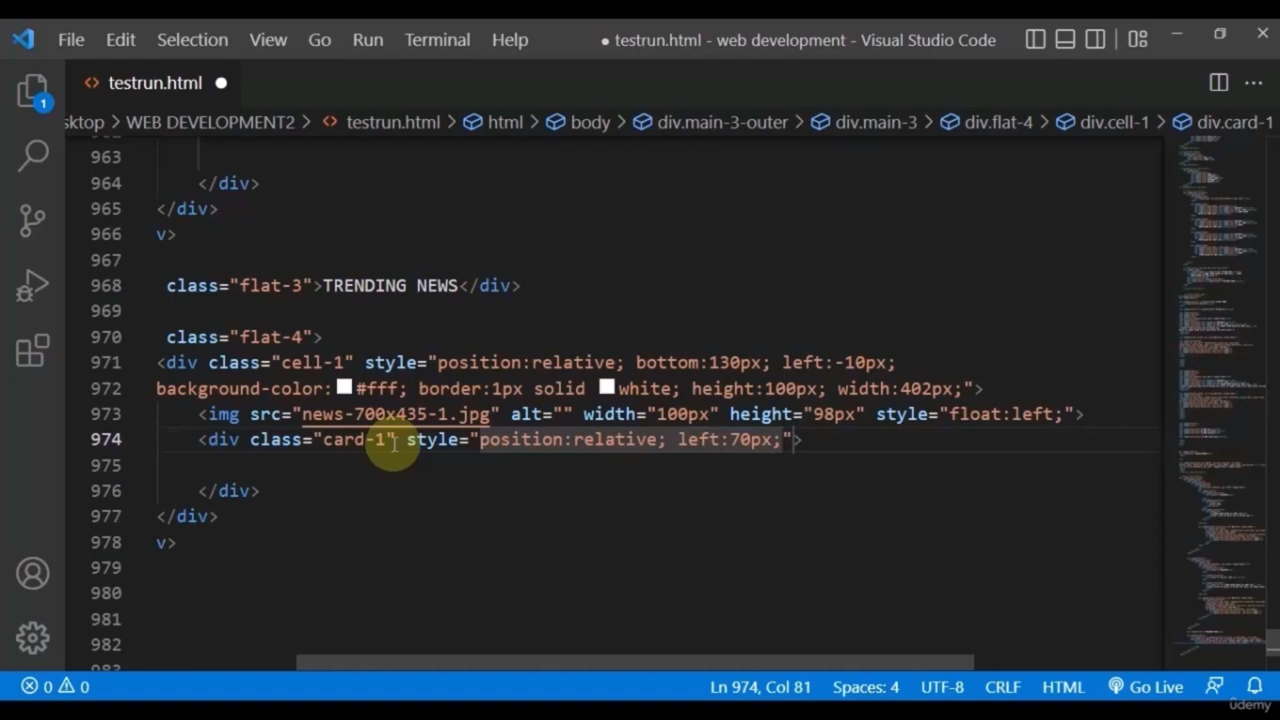 File Edit Selection View Go Run Terminal Help ● testrun.html - web development - Visual Studio Code
<> testrun.html ●
1
sktop > WEB DEVELOPMENT2 > <> testrun.html > html > body > div.main-3-outer > div.main-3 > div.flat-4 > div.cell-1 > div.card-1
963
964 </div>
965 </div>
966 v>
967
968 class="flat-3">TRENDING NEWS</div>
969
970 class="flat-4">
971 <div class="cell-1" style="position:relative; bottom:130px; left:-10px;
972 background-color:#fff; border:1px solid white; height:100px; width:402px;">
973 <img src="news-700x435-1.jpg" alt="" width="100px" height="98px" style="float:left;">
974 <div class="card-1" style="position:relative; left:70px;">
975
976 </div>
977 </div>
978 v>
979
980
981
982
0 0 Ln 974, Col 81 Spaces: 4 UTF-8 CRLF HTML Go Live
udemy